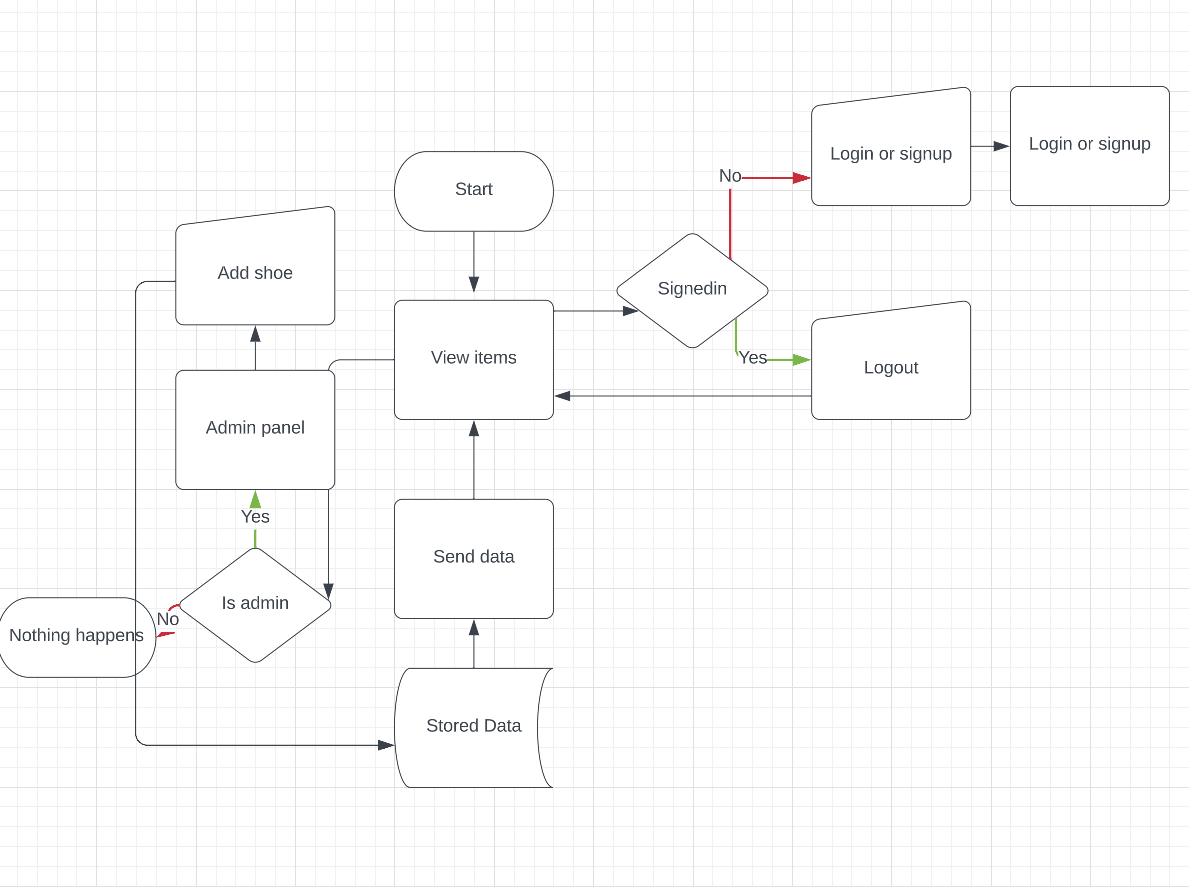 Login or signup
Login or signup
No
Start
Add shoe
Signedin
View items
Yes
Logout
Admin panel
Yes
Send data
Is admin
No
Nothing happens
Stored Data